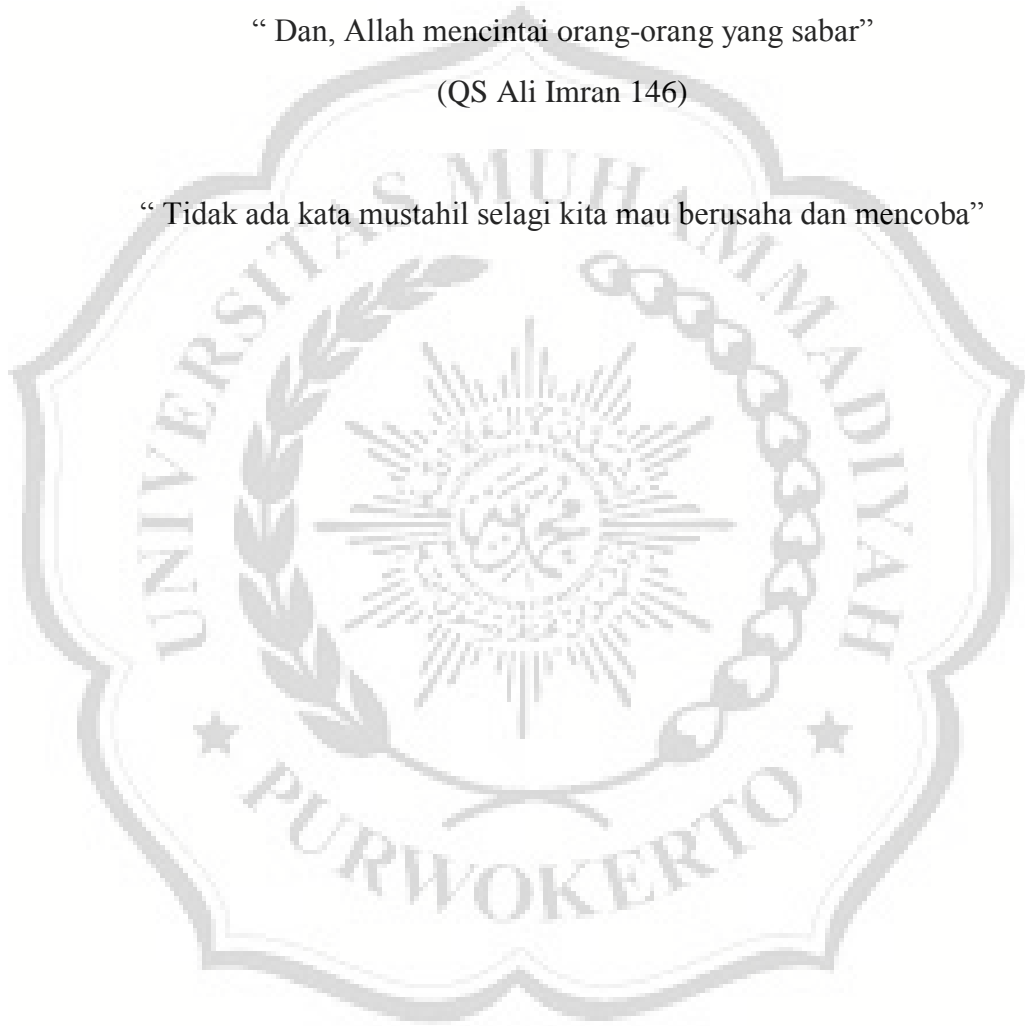 “ Dan, Allah mencintai orang-orang yang sabar”
(QS Ali Imran 146)
“ Tidak ada kata mustahil selagi kita mau berusaha dan mencoba”
UNIVERSITAS MUHAMMADIYAH
PURWOKERTO